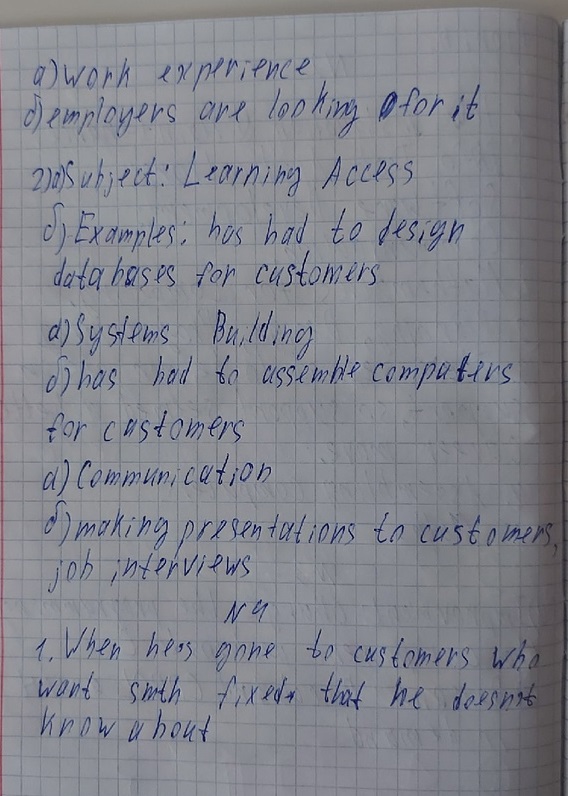 а) work experience
б) employers are looking for it
2)а) Subject: Learning Access
б) Examples: has had to design
databases for customers
а) Systems Building
б) has had to assemble computers
for customers
а) Communication
б) making presentations to customers,
job interviews
N4
1. When he's gone to customers who
want smth fixed that he doesn't
know about